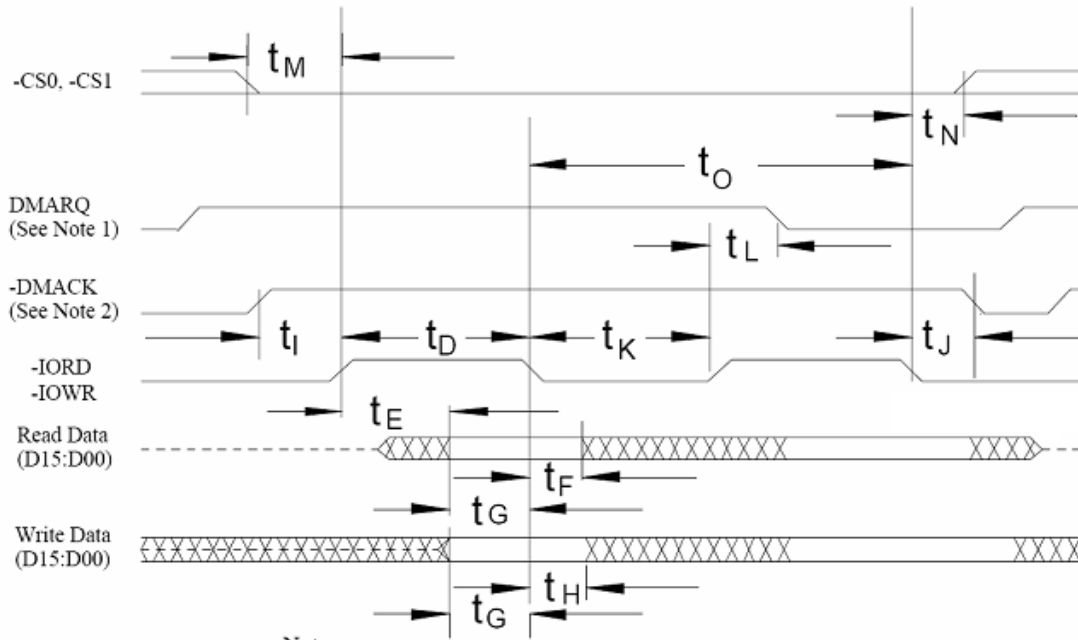 tM
-CS0, -CS1
tN
tO
DMARQ
(See Note 1)
tL
-DMACK
(See Note 2)
tI
tD
tK
tJ
-IORD
-IOWR
tE
Read Data
(D15:D00)
tF
tG
Write Data
(D15:D00)
tH
tG